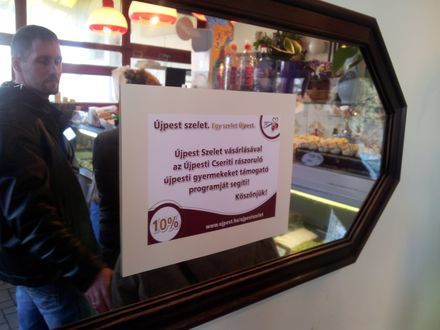 Újpest szelet. Egy szelet Újpest.
Újpest Szelet vásárlásával
az Újpesti Cseriti rászoruló
újpesti gyermekeket támogató
programját segíti!
Köszönjük!
10%
www.ujpest.hu/ujpestszelet